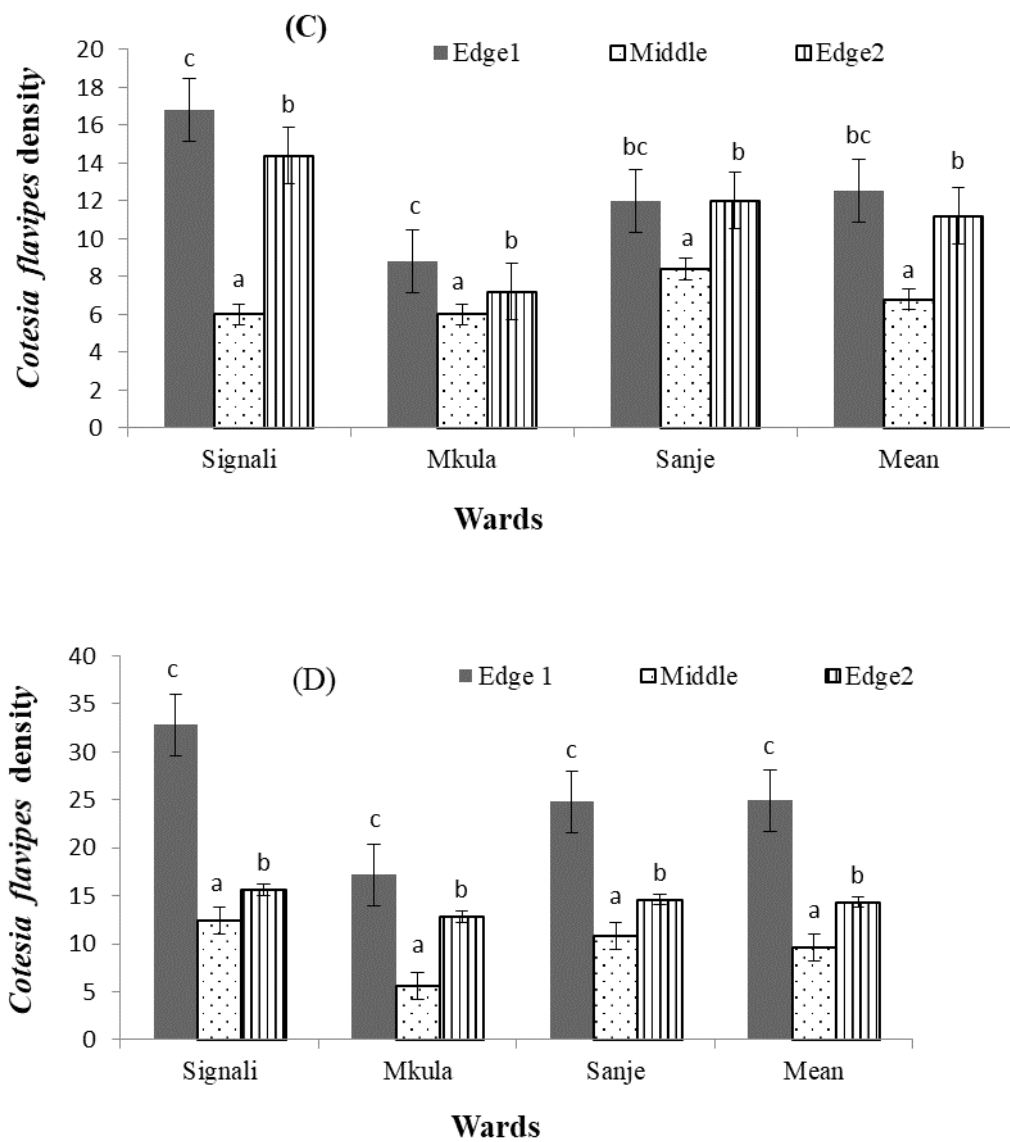 (C)
Edge1 Middle Edge2
Cotesia flavipes density
20
18
16
14
12
10
8
6
4
2
0
c a b
c a b
bc a b
bc a b
Signali Mkula Sanje Mean
Wards
(D)
Edge 1 Middle Edge2
Cotesia flavipes density
40
35
30
25
20
15
10
5
0
c a b
c a b
c a b
c a b
Signali Mkula Sanje Mean
Wards